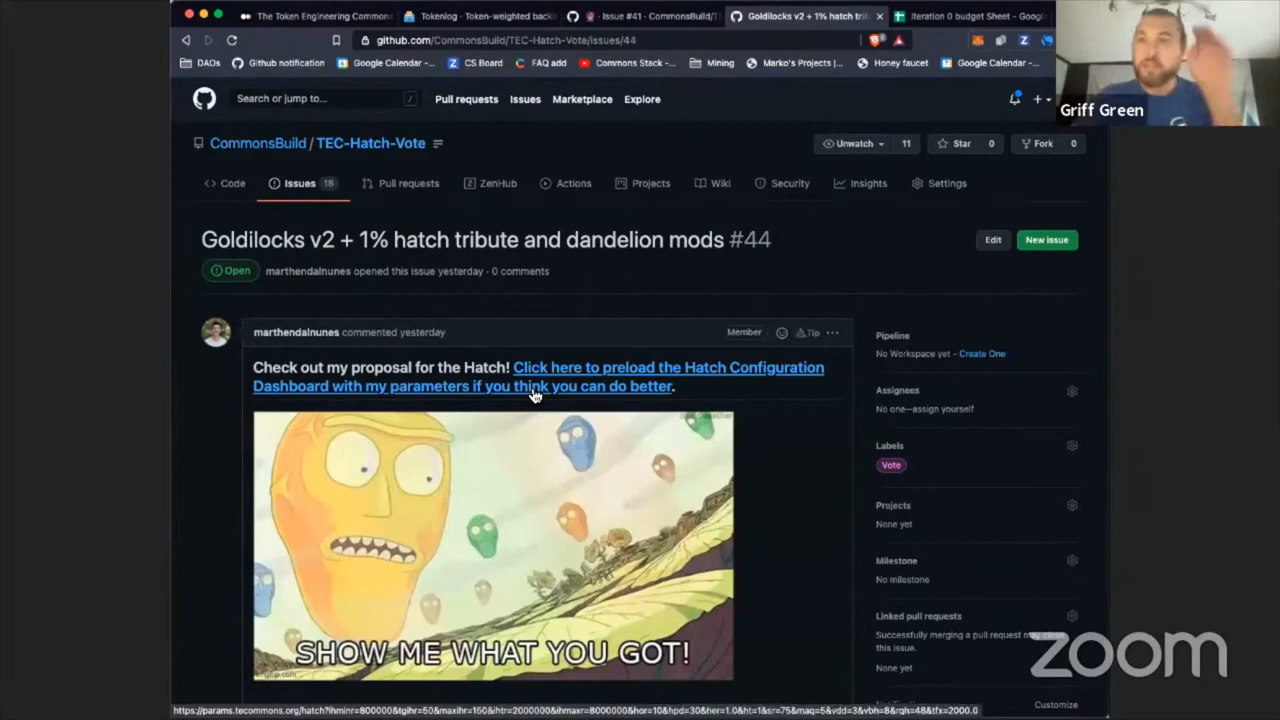 The Token Engineering Commons
Tokenlog - Token-weighted backl
Issue #41 · CommonsBuild/T
Goldilocks v2 + 1% hatch trib
Iteration 0 budget Sheet - Google
github.com/CommonsBuild/TEC-Hatch-Vote/issues/44
DAOs
Github notification
Google Calendar -...
CS Board
FAQ add
Commons Stack -...
Mining
Marko's Projects |...
Honey faucet
Google Calendar -...
Griff Green
Search or jump to...
/
Pull requests
Issues
Marketplace
Explore
CommonsBuild / TEC-Hatch-Vote
Unwatch
11
Star
0
Fork
0
Code
Issues 18
Pull requests
ZenHub
Actions
Projects
Wiki
Security
Insights
Settings
Goldilocks v2 + 1% hatch tribute and dandelion mods #44
Edit
New issue
Open
marthendalnunes opened this issue yesterday · 0 comments
marthendalnunes commented yesterday
Member
Tip
Check out my proposal for the Hatch! Click here to preload the Hatch Configuration
Dashboard with my parameters if you think you can do better.
SHOW ME WHAT YOU GOT!
imgflip.com
Pipeline
No Workspace yet - Create One
Assignees
No one—assign yourself
Labels
Vote
Projects
None yet
Milestone
No milestone
Linked pull requests
Successfully merging a pull request may close
this issue.
None yet
Customize
zoom
https://params.tecommons.org/hatch?ihminr=800000&tgihr=50&maxihr=150&ihtr=2000000&ihmaxr=8000000&hor=10&hpd=30&her=1.0&ht=1&sr=75&maq=5&vdd=3&vbh=8&rqh=48&tfx=2000.0